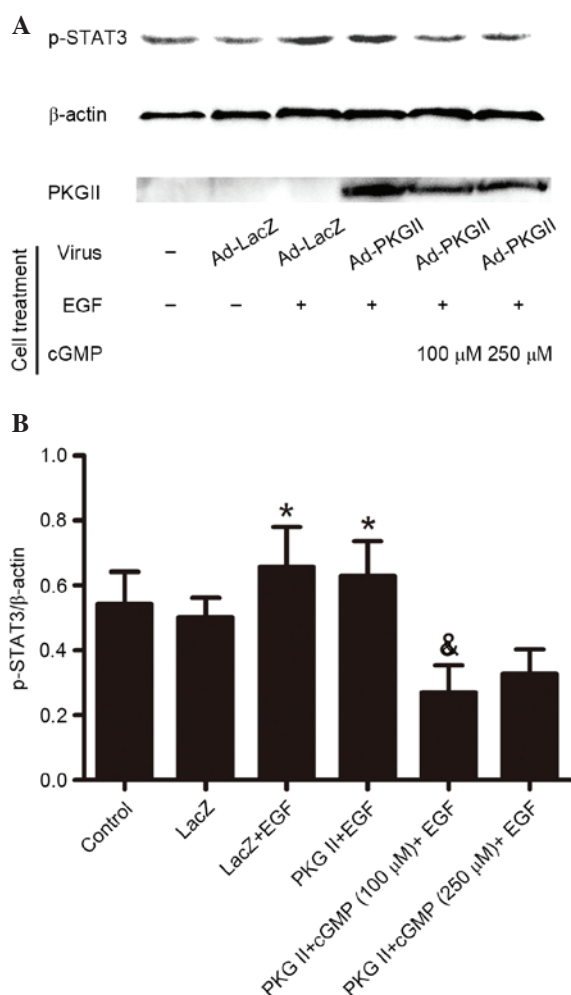 A
p-STAT3
β-actin
PKGII
Cell treatment
Virus – Ad-LacZ Ad-LacZ Ad-PKGII Ad-PKGII Ad-PKGII
EGF – – + + + +
cGMP 100 µM 250 µM
B
p-STAT3/β-actin
1.0
0.8
0.6
0.4
0.2
0.0
* * &
Control
LacZ
LacZ+EGF
PKG II+EGF
PKG II+cGMP (100 µM)+ EGF
PKG II+cGMP (250 µM)+ EGF